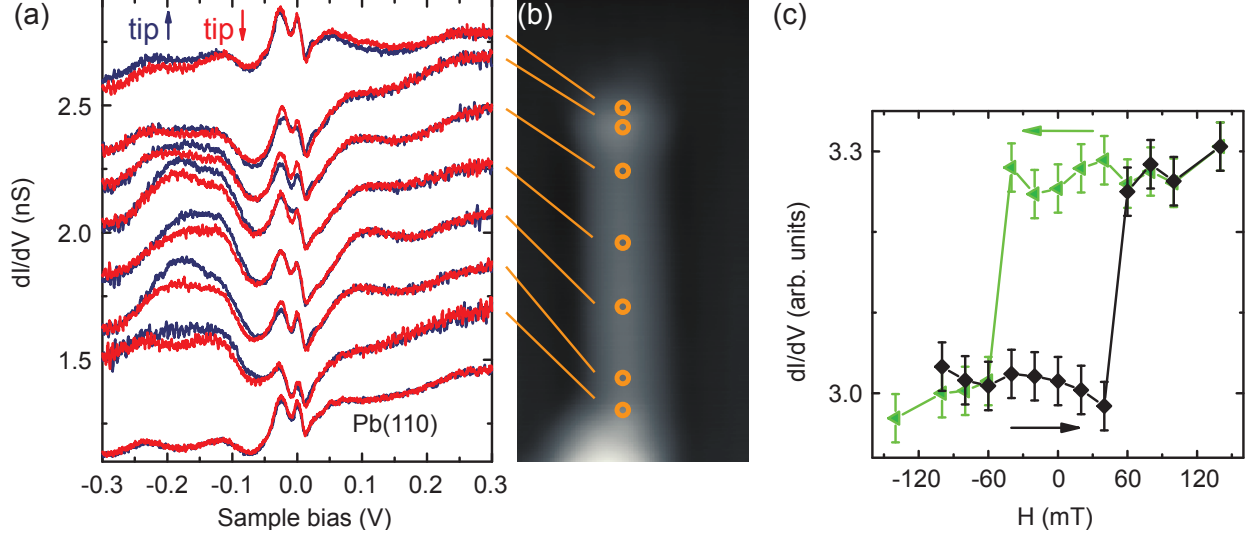 (a)
tip
tip
(b)
(c)
dI/dV (nS)
2.5
2.0
1.5
Pb(110)
-0.3 -0.2 -0.1 0.0 0.1 0.2 0.3
Sample bias (V)
dI/dV (arb. units)
3.3
3.0
-120 -60 0 60 120
H (mT)